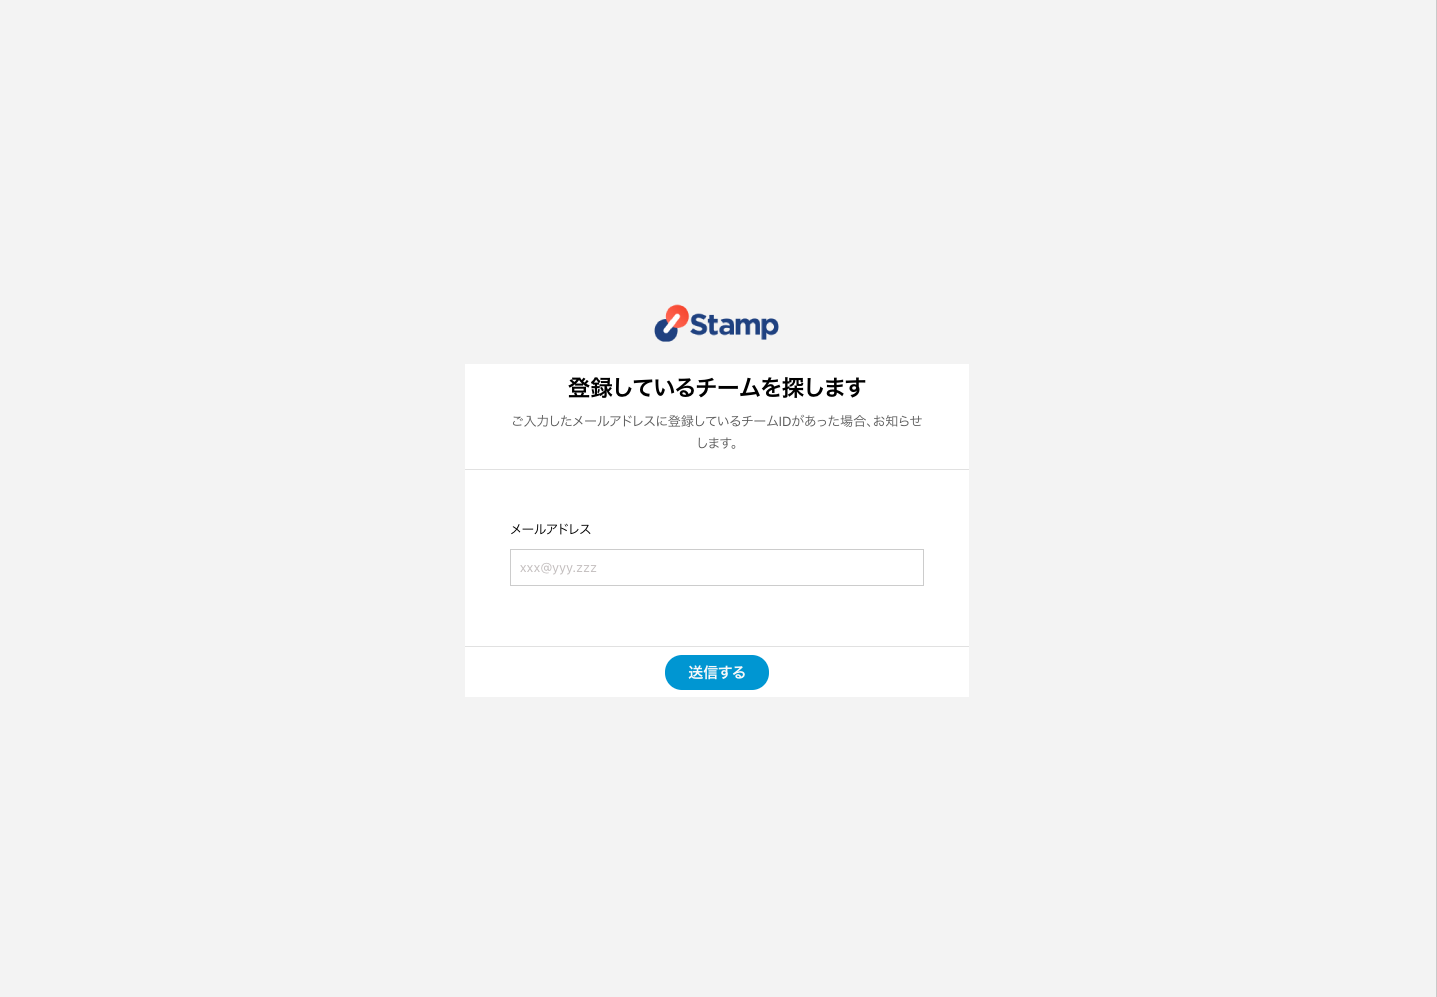 Stamp
登録しているチームを探します
ご入力したメールアドレスに登録しているチームIDがあった場合、お知らせ
します。
メールアドレス
xxx@yyy.zzz
送信する